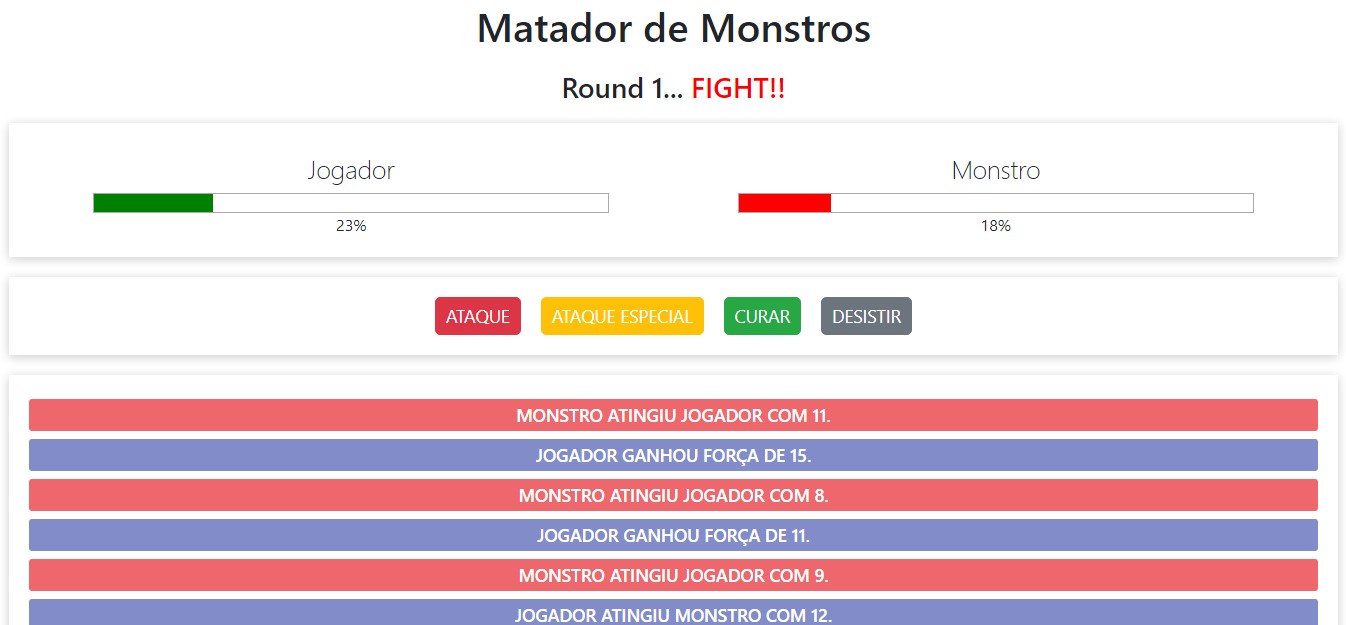 Matador de Monstros
Round 1... FIGHT!!
Jogador
Monstro
23%
18%
ATAQUE ATAQUE ESPECIAL CURAR DESISTIR
MONSTRO ATINGIU JOGADOR COM 11.
JOGADOR GANHOU FORÇA DE 15.
MONSTRO ATINGIU JOGADOR COM 8.
JOGADOR GANHOU FORÇA DE 11.
MONSTRO ATINGIU JOGADOR COM 9.
JOGADOR ATINGIU MONSTRO COM 12.